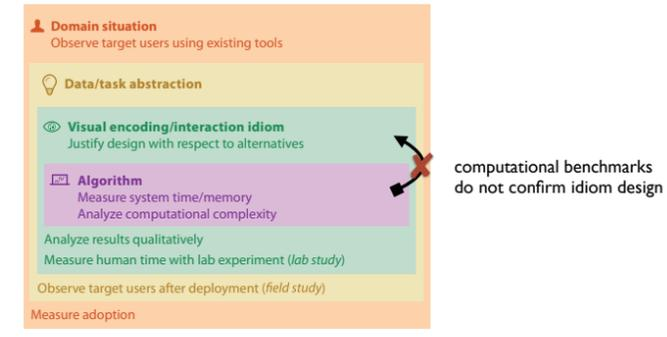 Domain situation
Observe target users using existing tools
Data/task abstraction
Visual encoding/interaction idiom
Justify design with respect to alternatives
Algorithm
Measure system time/memory
Analyze computational complexity
Analyze results qualitatively
Measure human time with lab experiment (lab study)
Observe target users after deployment (field study)
Measure adoption
computational benchmarks
do not confirm idiom design